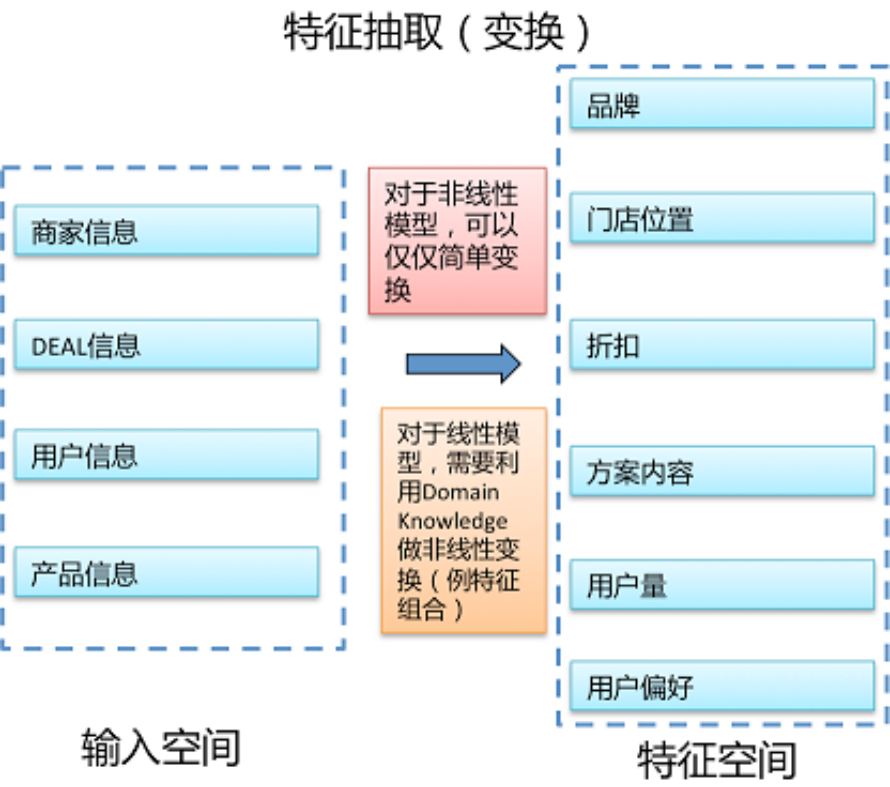 特征抽取（变换）
商家信息
DEAL信息
用户信息
产品信息
输入空间
对于非线性
模型，可以
仅仅简单变
换
对于线性模
型，需要利
用Domain
Knowledge
做非线性变
换（例特征
组合）
品牌
门店位置
折扣
方案内容
用户量
用户偏好
特征空间